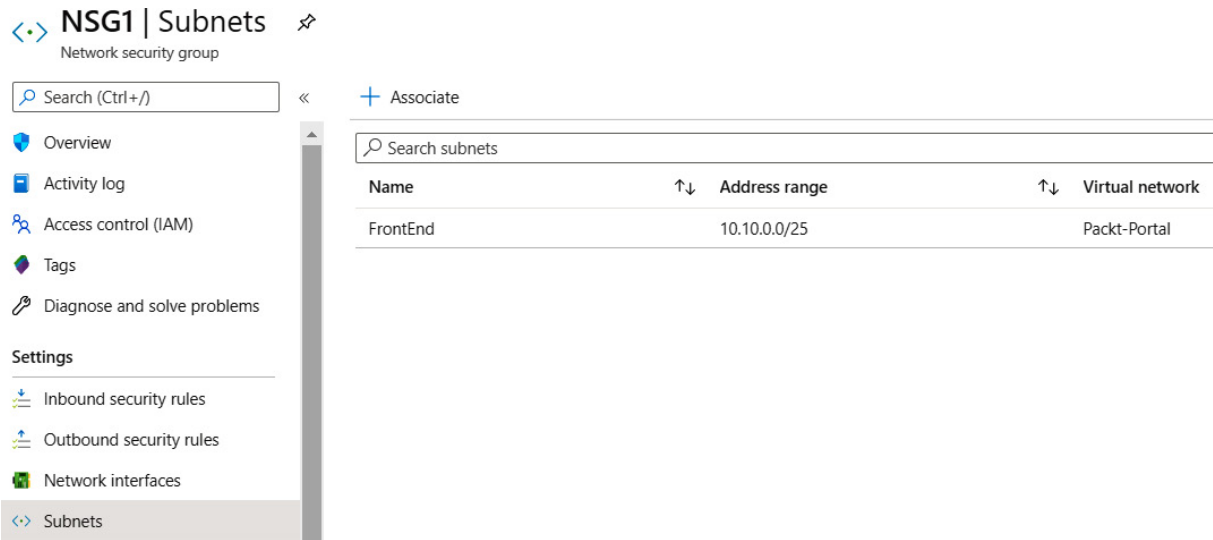 NSG1 | Subnets
Network security group
Search (Ctrl+/)
«
Overview
Activity log
Access control (IAM)
Tags
Diagnose and solve problems
Settings
Inbound security rules
Outbound security rules
Network interfaces
Subnets
+ Associate
Search subnets
Name ↑↓ Address range ↑↓ Virtual network
FrontEnd 10.10.0.0/25 Packt-Portal